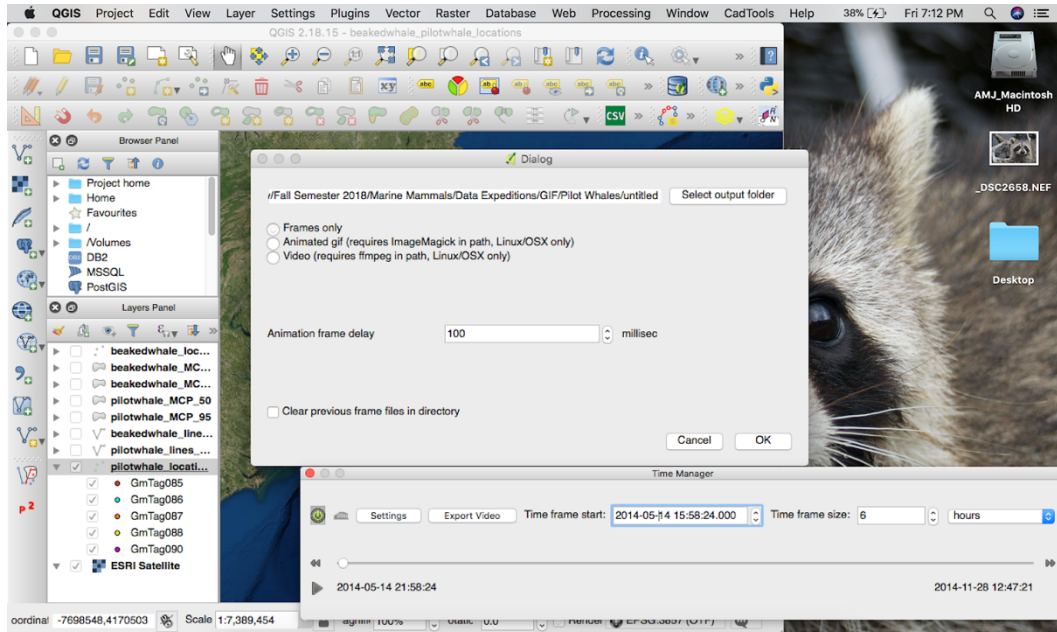 QGIS Project Edit View Layer Settings Plugins Vector Raster Database Web Processing Window CadTools Help 38% Fri 7:12 PM
QGIS 2.18.15 - beakedwhale_pilotwhale_locations
AMJ_Macintosh HD
_DSC2658.NEF
Desktop
Browser Panel
Project home
Home
Favourites
/
/Volumes
DB2
MSSQL
PostGIS
Layers Panel
beakedwhale_loc...
beakedwhale_MC...
beakedwhale_MC...
pilotwhale_MCP_50
pilotwhale_MCP_95
beakedwhale_line...
pilotwhale_lines_...
pilotwhale_locati...
GmTag085
GmTag086
GmTag087
GmTag088
GmTag090
ESRI Satellite
Dialog
//Fall Semester 2018/Marine Mammals/Data Expeditions/GIF/Pilot Whales/untitled Select output folder
Frames only
Animated gif (requires ImageMagick in path, Linux/OSX only)
Video (requires ffmpeg in path, Linux/OSX only)
Animation frame delay 100 millisec
Clear previous frame files in directory
Cancel OK
Time Manager
Settings Export Video Time frame start: 2014-05-14 15:58:24.000 Time frame size: 6 hours
2014-05-14 21:58:24 2014-11-28 12:47:21
oordinat -7698548,4170503 Scale 1:7,389,454